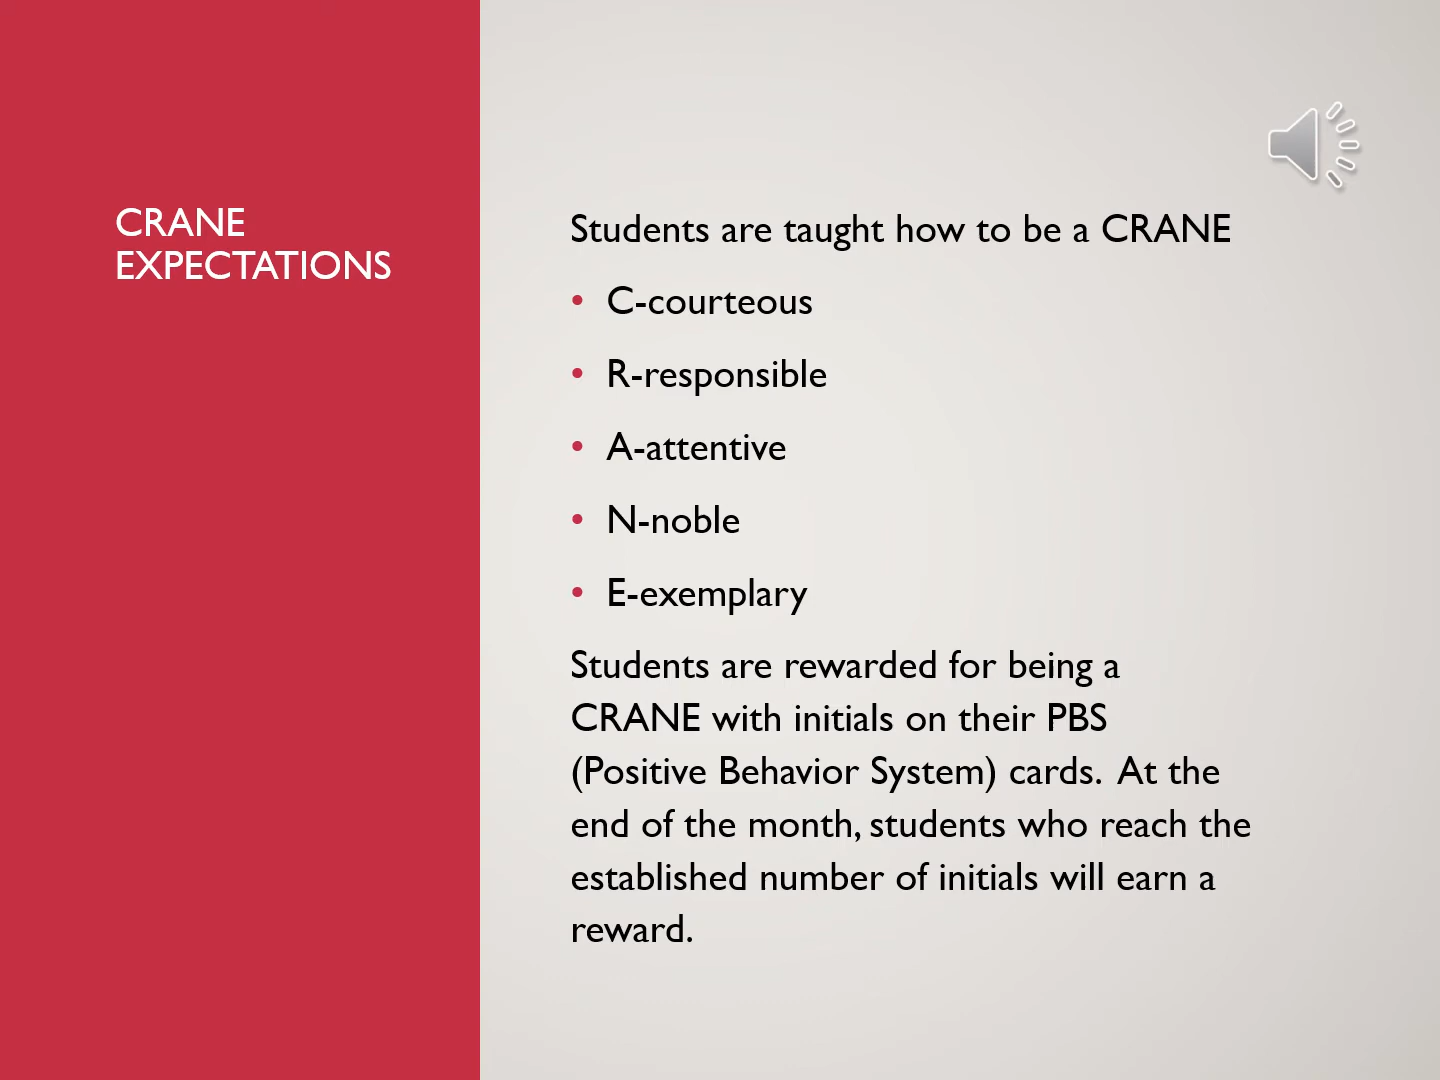 CRANE
EXPECTATIONS
Students are taught how to be a CRANE
• C-courteous
• R-responsible
• A-attentive
• N-noble
• E-exemplary
Students are rewarded for being a
CRANE with initials on their PBS
(Positive Behavior System) cards.  At the
end of the month, students who reach the
established number of initials will earn a
reward.